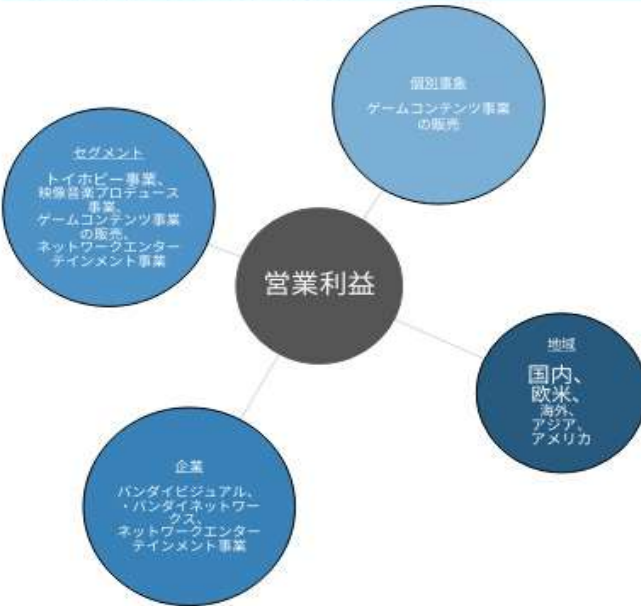 個別事象
ゲームコンテンツ事業
の販売
セグメント
トイホビー事業、
映像音楽プロデュース
事業、
ゲームコンテンツ事業
の販売、
ネットワークエンター
テインメント事業
営業利益
地域
国内、
欧米、
海外、
アジア、
アメリカ
企業
バンダイビジュアル、
・バンダイネットワー
クス、
ネットワークエンター
テインメント事業